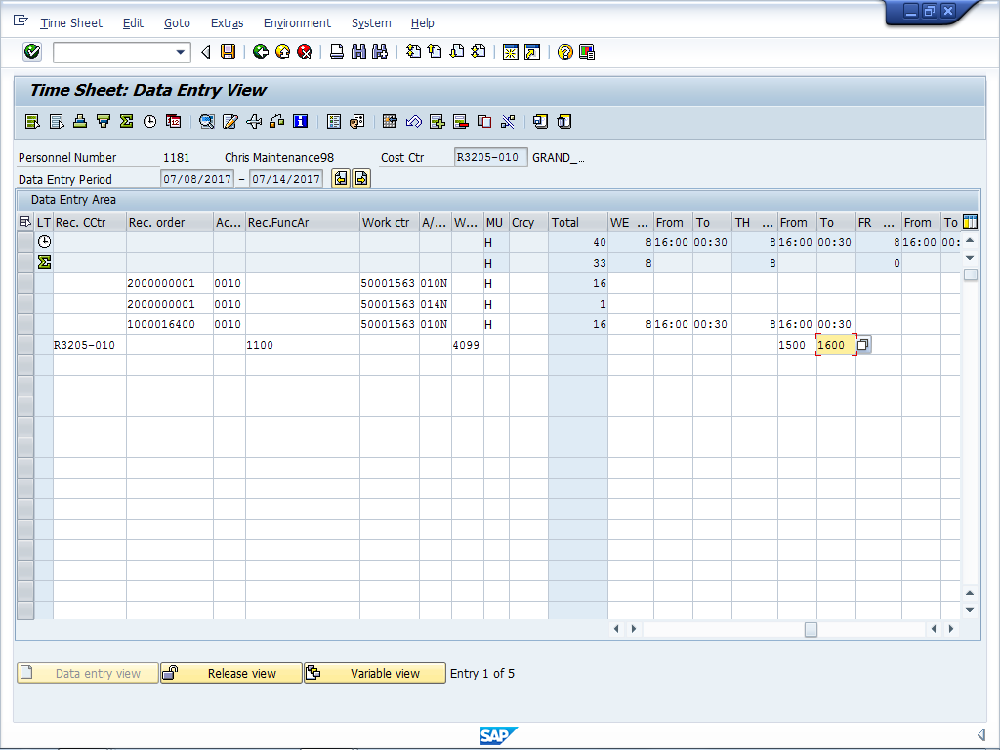 Time Sheet Edit Goto Extras Environment System Help
Time Sheet: Data Entry View
Personnel Number 1181 Chris Maintenance98 Cost Ctr R3205-010 GRAND_...
Data Entry Period 07/08/2017 - 07/14/2017
Data Entry Area
LT Rec. CCtr Rec. order Ac... Rec.FuncAr Work ctr A/... W... MU Crcy Total WE ... From To TH ... From To FR ... From To
H 40 8 16:00 00:30 8 16:00 00:30 8 16:00 00:
H 33 8 8 0
2000000001 0010 50001563 010N H 16
2000000001 0010 50001563 014N H 1
1000016400 0010 50001563 010N H 16 8 16:00 00:30 8 16:00 00:30
R3205-010 1100 4099 1500 1600
Data entry view Release view Variable view Entry 1 of 5
SAP